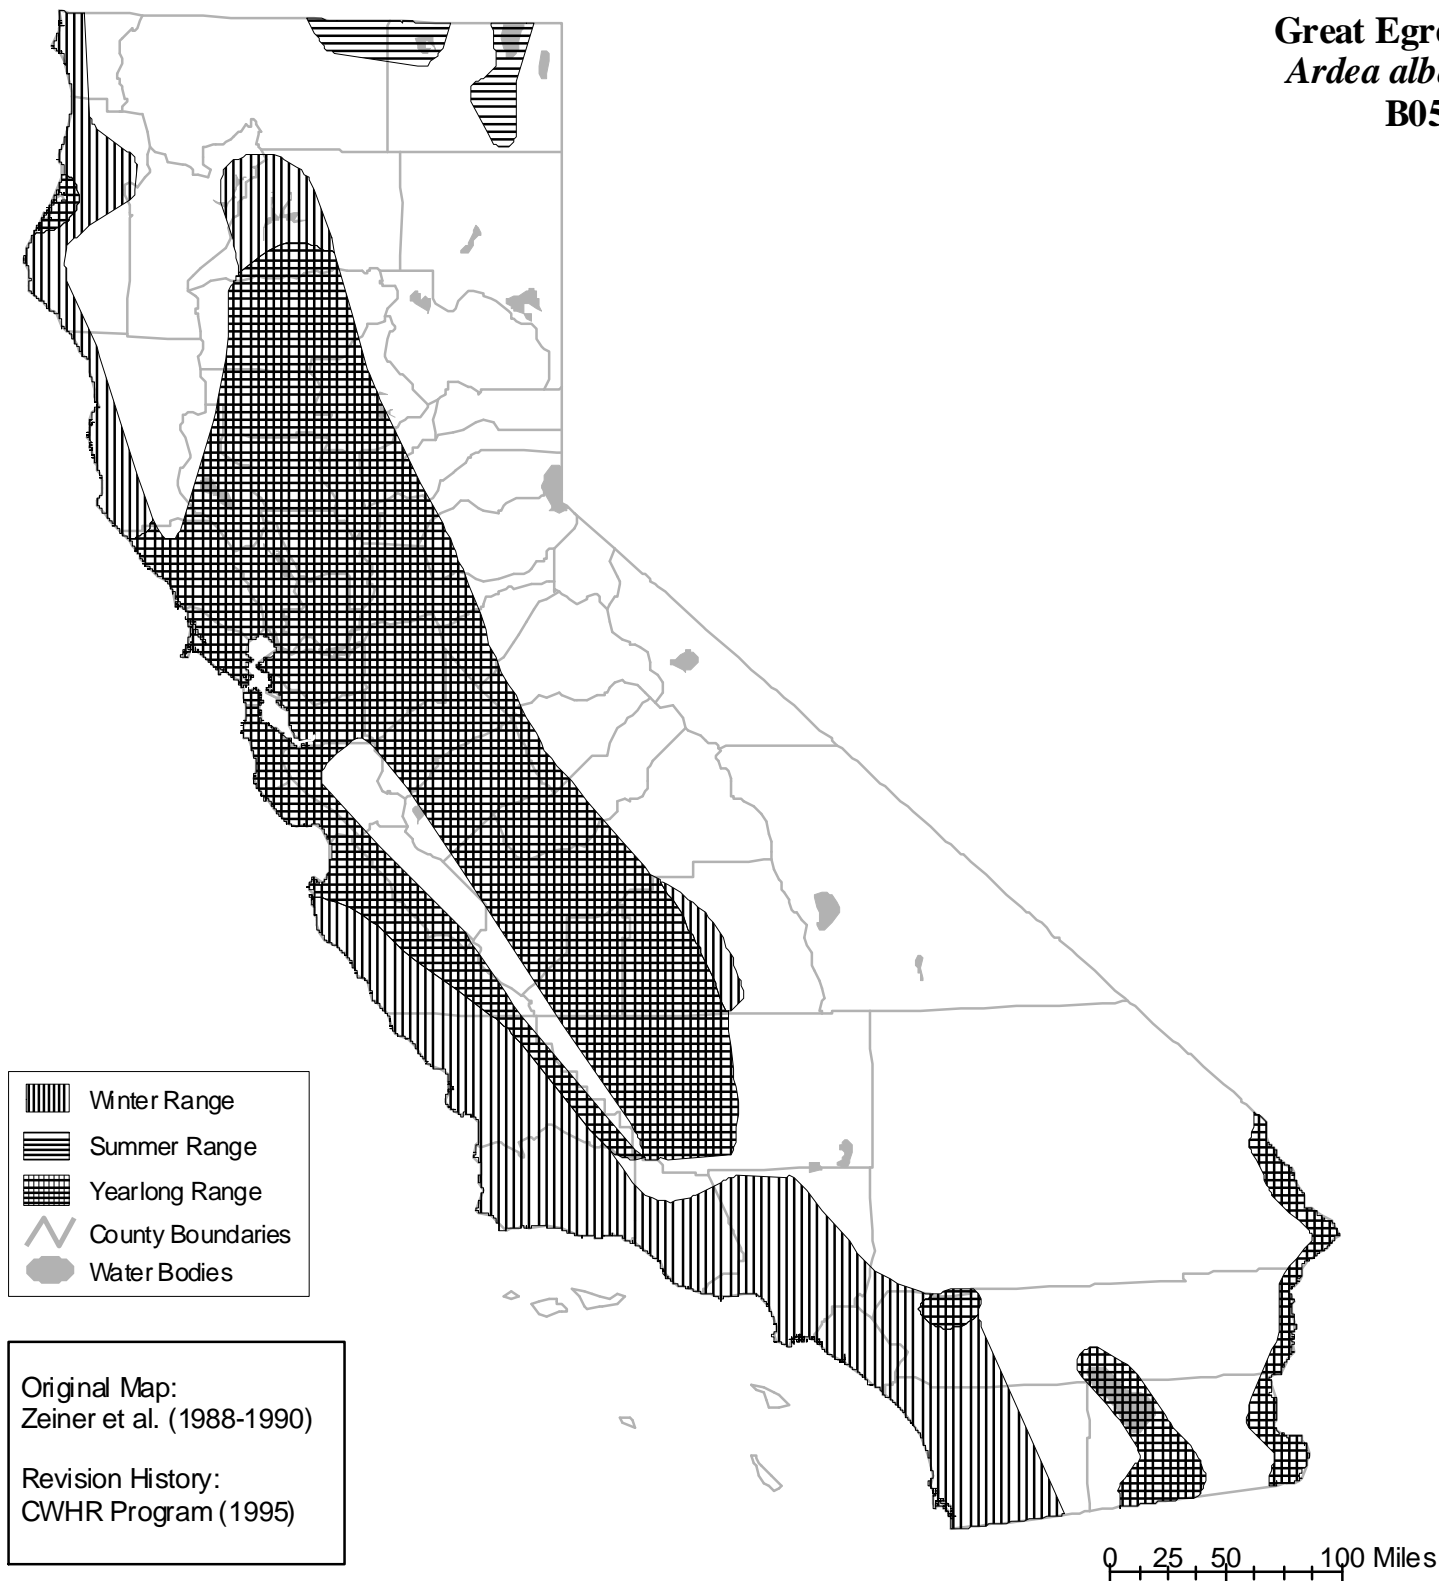 Great Egr
Ardea alb
B05
Winter Range
Summer Range
Yearlong Range
County Boundaries
Water Bodies
Original Map:
Zeiner et al. (1988-1990)
Revision History:
CWHR Program (1995)
0 25 50 100 Miles